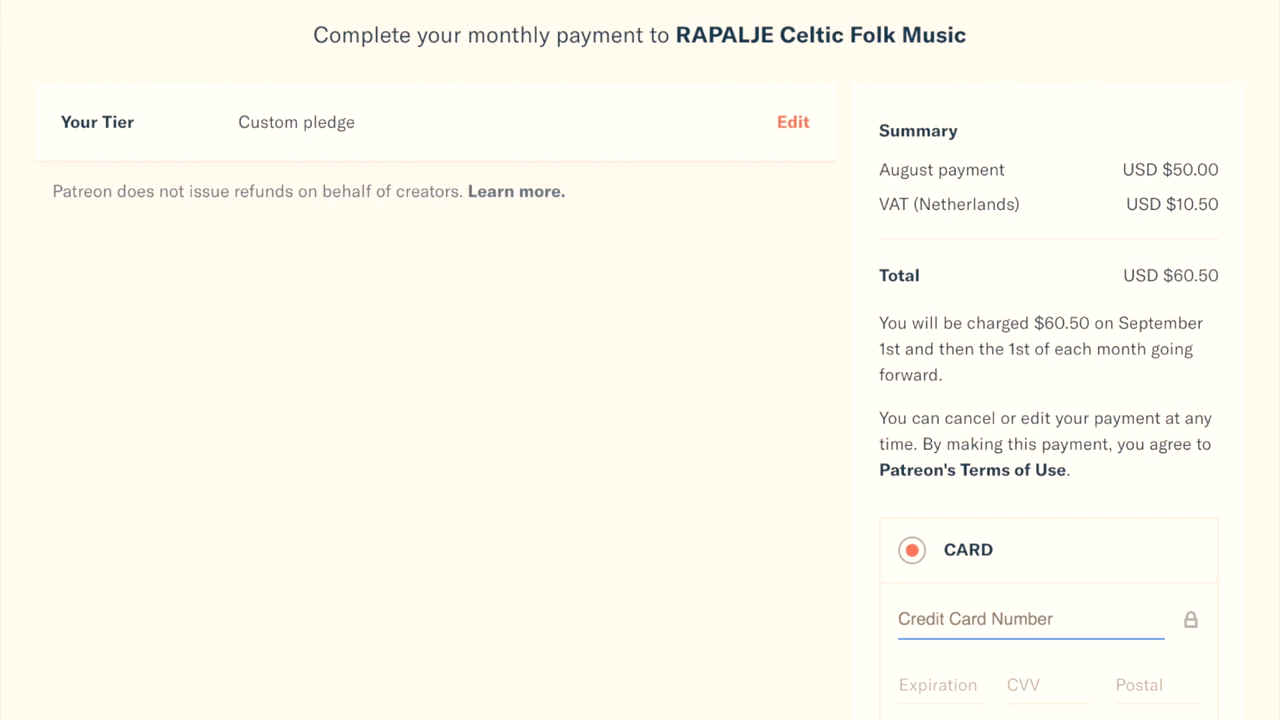 Complete your monthly payment to RAPALJE Celtic Folk Music
Your Tier Custom pledge Edit
Patreon does not issue refunds on behalf of creators. Learn more.
Summary
August payment USD $50.00
VAT (Netherlands) USD $10.50
Total USD $60.50
You will be charged $60.50 on September
1st and then the 1st of each month going
forward.
You can cancel or edit your payment at any
time. By making this payment, you agree to
Patreon's Terms of Use.
CARD
Credit Card Number
Expiration CVV Postal